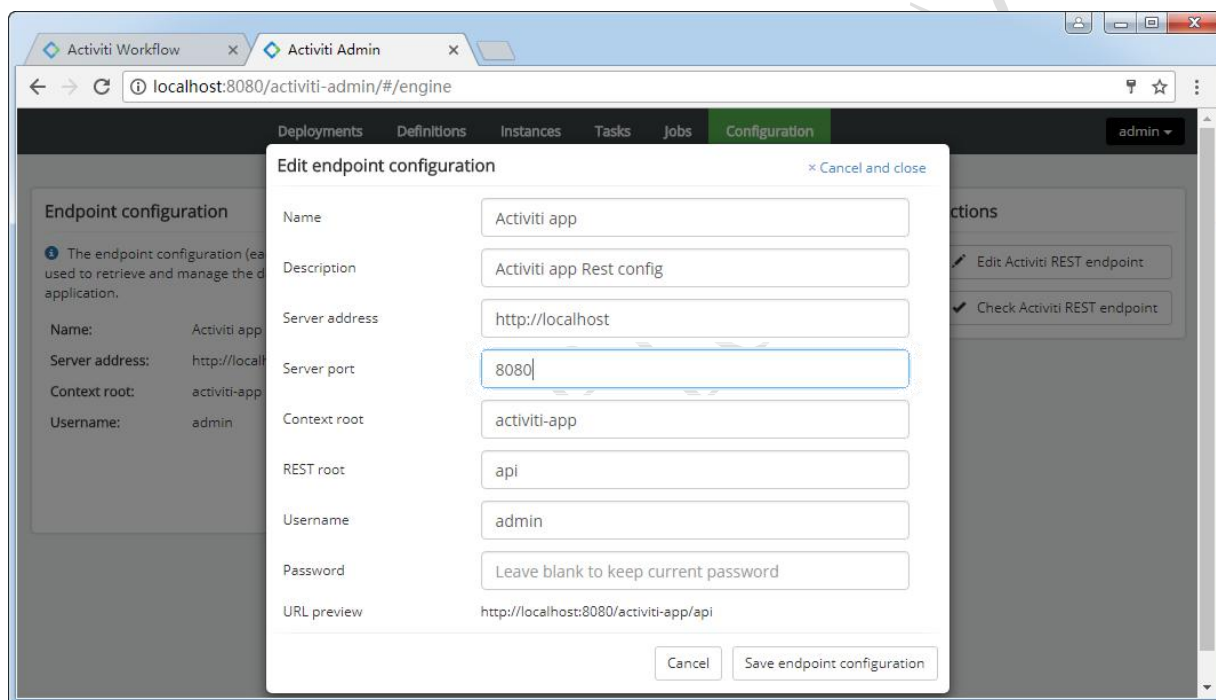 Activiti Workflow
Activiti Admin
localhost:8080/activiti-admin/#/engine
Deployments Definitions Instances Tasks Jobs Configuration admin
Edit endpoint configuration
× Cancel and close
Endpoint configuration
The endpoint configuration (ea
used to retrieve and manage the d
application.
Name: Activiti app
Server address: http://local
Context root: activiti-app
Username: admin
Name Activiti app
Description Activiti app Rest config
Server address http://localhost
Server port 8080
Context root activiti-app
REST root api
Username admin
Password Leave blank to keep current password
URL preview http://localhost:8080/activiti-app/api
Cancel Save endpoint configuration
ctions
Edit Activiti REST endpoint
Check Activiti REST endpoint